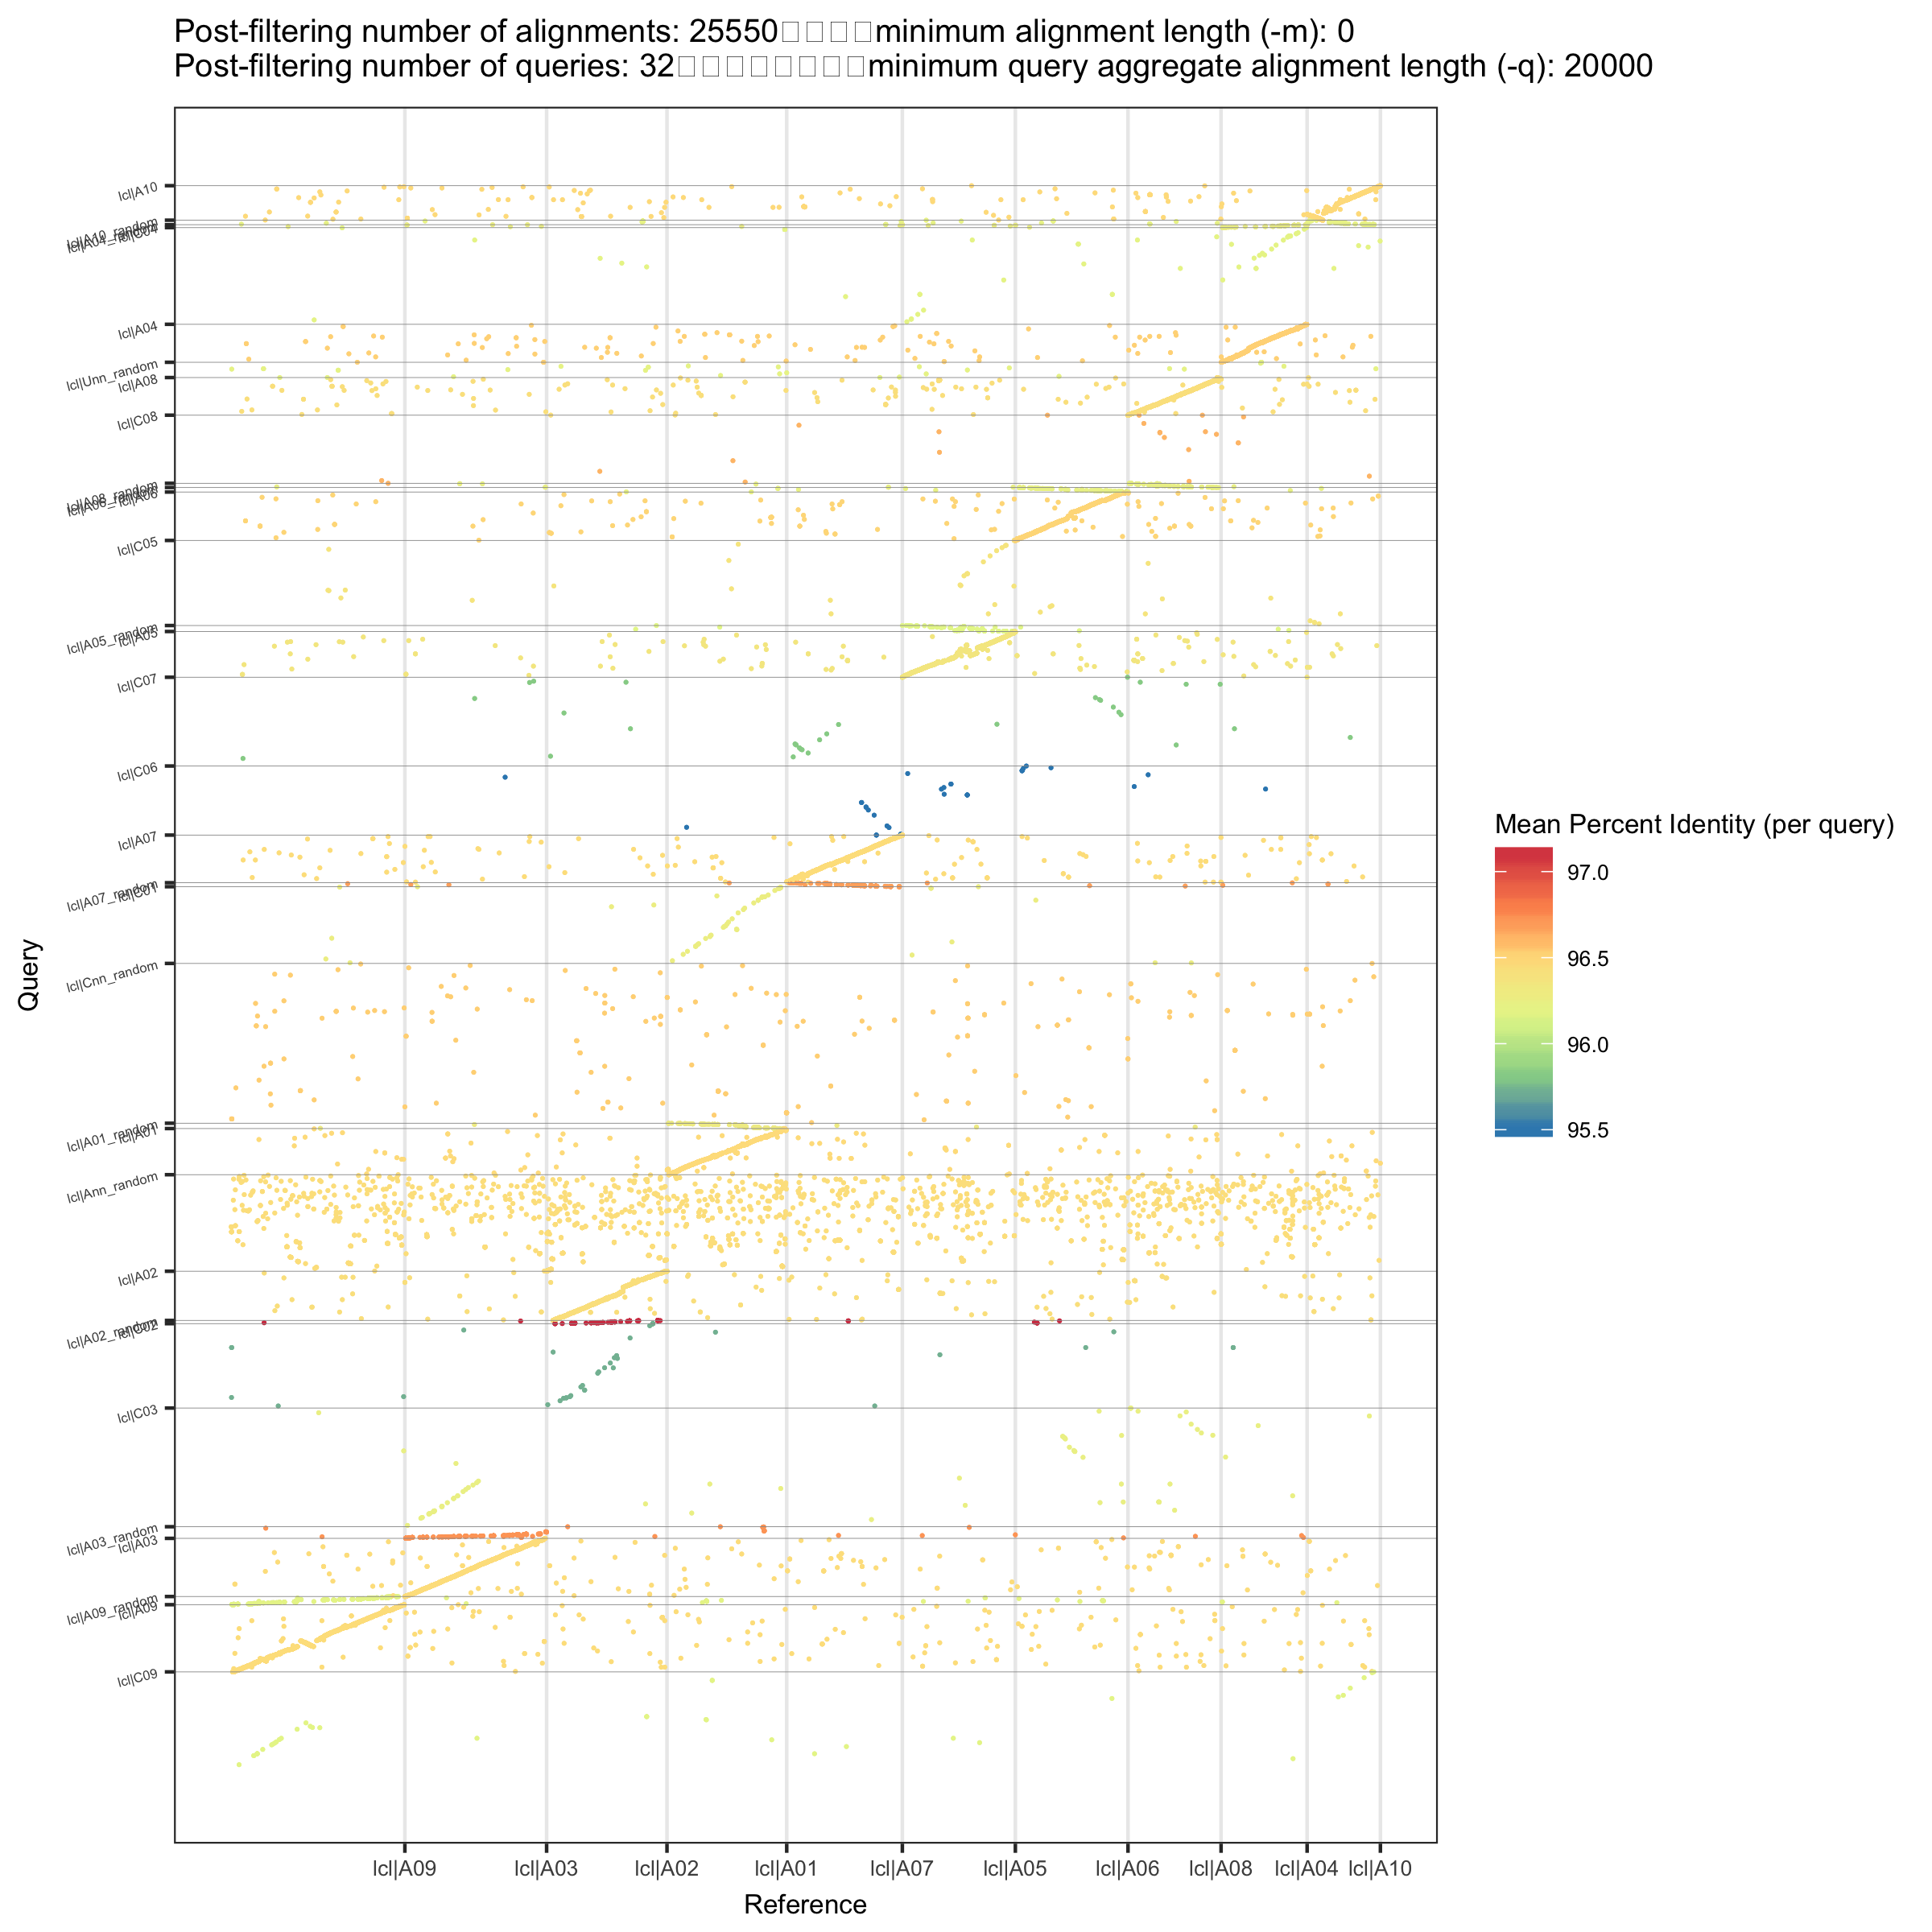 Post-filtering number of alignments: 25550□□□□minimum alignment length (-m): 0
Post-filtering number of queries: 32□□□□□□□□minimum query aggregate alignment length (-q): 20000
lcl|A10
lcl|A10_random
lcl|A04_random
lcl|C04
lcl|A04
lcl|Unn_random
lcl|A08
lcl|C08
lcl|A08_random
lcl|A06_random
lcl|A06
lcl|C05
lcl|A05_random
lcl|A05
lcl|C07
lcl|C06
lcl|A07
lcl|A07_random
lcl|C01
lcl|Cnn_random
lcl|A01_random
lcl|A01
lcl|Ann_random
lcl|A02
lcl|A02_random
lcl|C02
lcl|C03
lcl|A03_random
lcl|A03
lcl|A09_random
lcl|A09
lcl|C09
Query
lcl|A09
lcl|A03
lcl|A02
lcl|A01
lcl|A07
lcl|A05
lcl|A06
lcl|A08
lcl|A04
lcl|A10
Reference
Mean Percent Identity (per query)
97.0
96.5
96.0
95.5